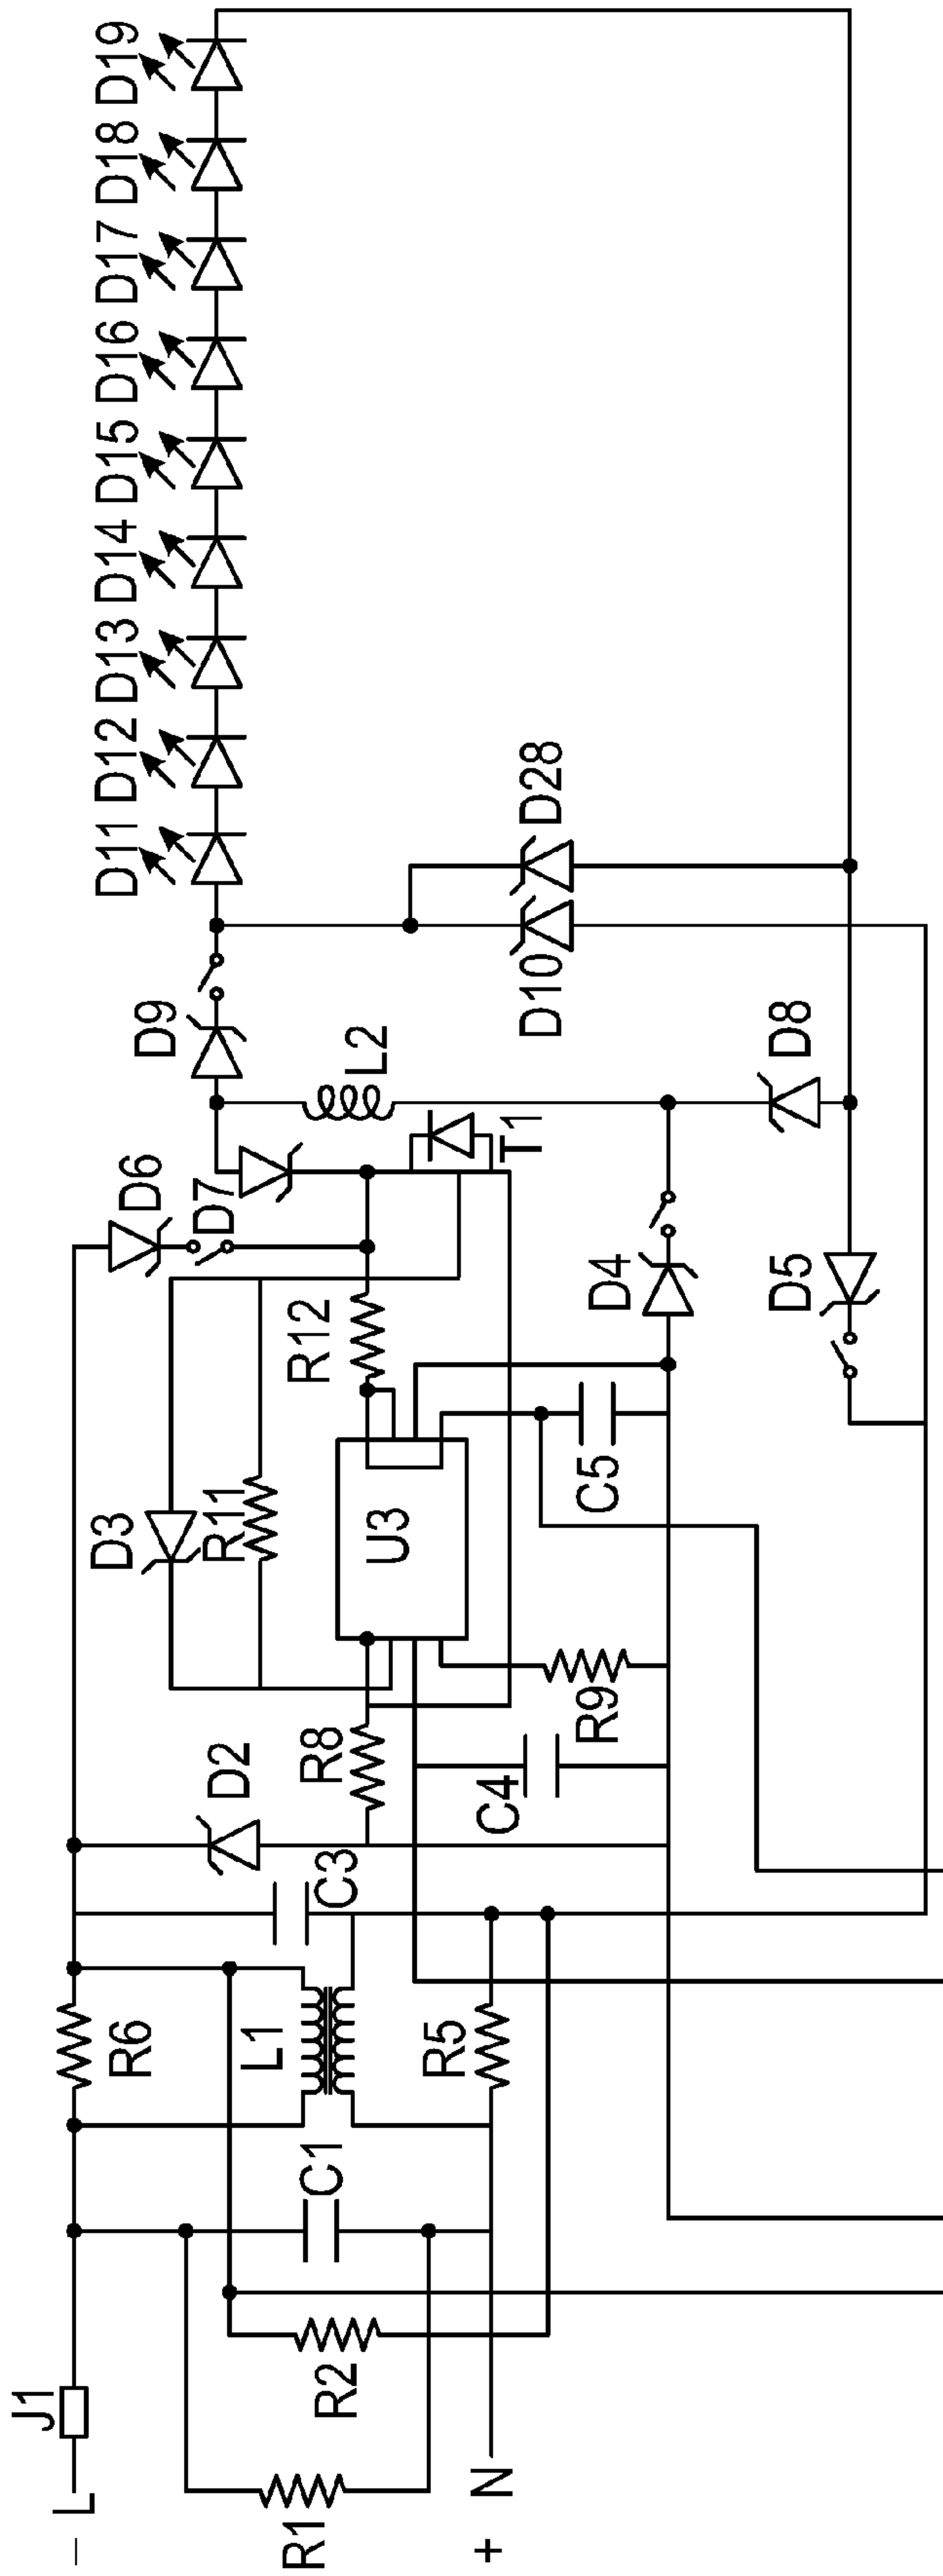 D11 D12 D13 D14 D15 D16 D17 D18 D19
D9
D6
D7
L2
D10 D28
T1
D8
D3
R11
R12
D4
D5
U3
C5
D2
R8
R9
C4
C3
R6
L1
R5
C1
J1
R2
R1
– L
+ N